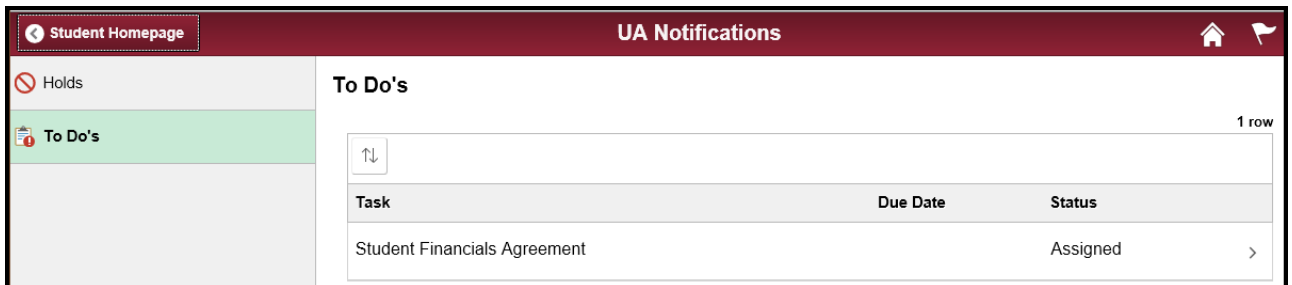 Student Homepage
UA Notifications
Holds
To Do's
To Do's
1 row
Task Due Date Status
Student Financials Agreement Assigned